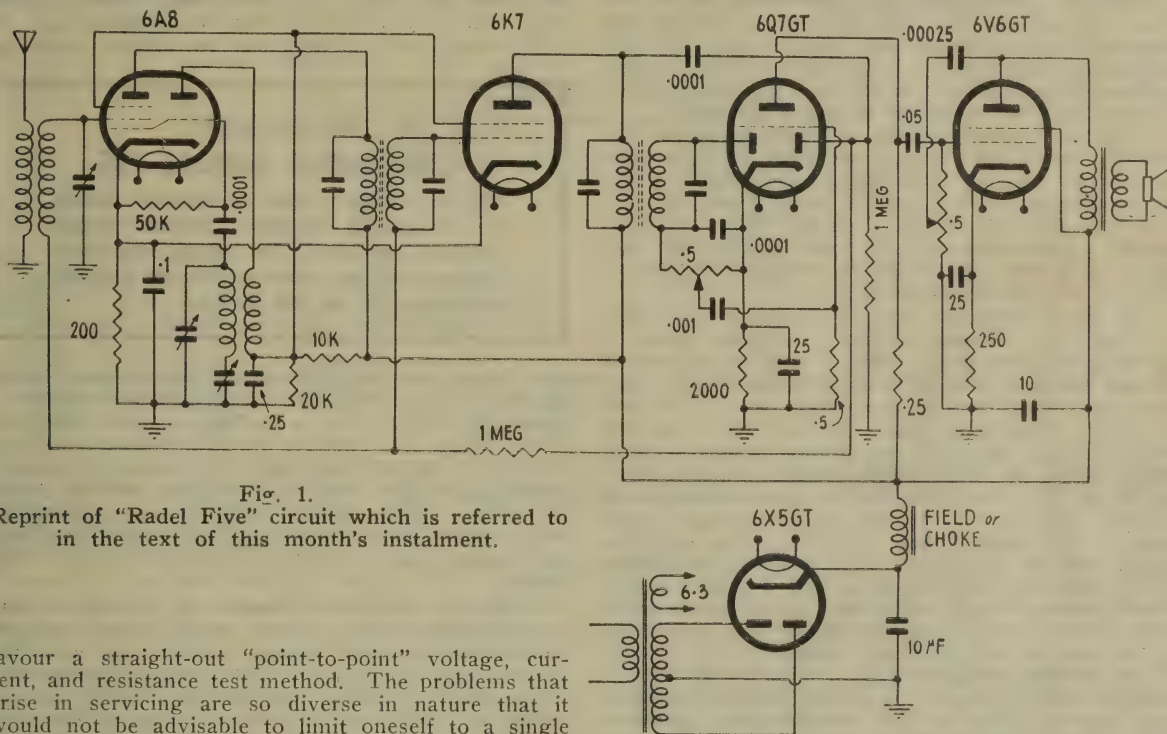 6A8
6K7
6Q7GT
6V6GT
.00025
.0001
.05
50K
.0001
.1
200
10K
20K
.25
1 MEG
.0001
.5
.001
2000
25
.5
1 MEG
.25
.5
25
250
10
Fig. 1.
Reprint of "Radel Five" circuit which is referred to
in the text of this month's instalment.
6X5GT
FIELD or
CHOKE
6·3
10 µF
avour a straight-out "point-to-point" voltage, cur-
ent, and resistance test method. The problems that
rise in servicing are so diverse in nature that it
would not be advisable to limit oneself to a single